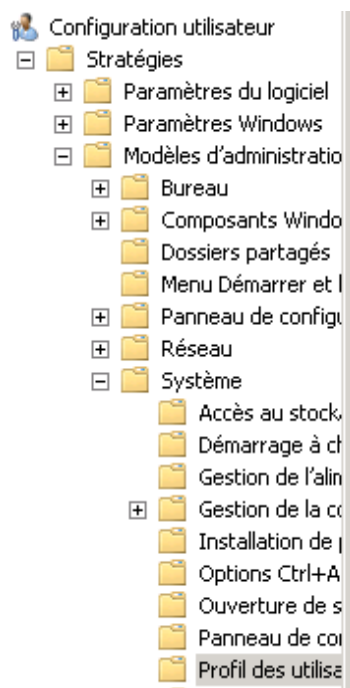 Configuration utilisateur
Stratégies
Paramètres du logiciel
Paramètres Windows
Modèles d'administratio
Bureau
Composants Windo
Dossiers partagés
Menu Démarrer et l
Panneau de configu
Réseau
Système
Accès au stock
Démarrage à ch
Gestion de l'alin
Gestion de la co
Installation de
Options Ctrl+A
Ouverture de s
Panneau de cor
Profil des utilisa